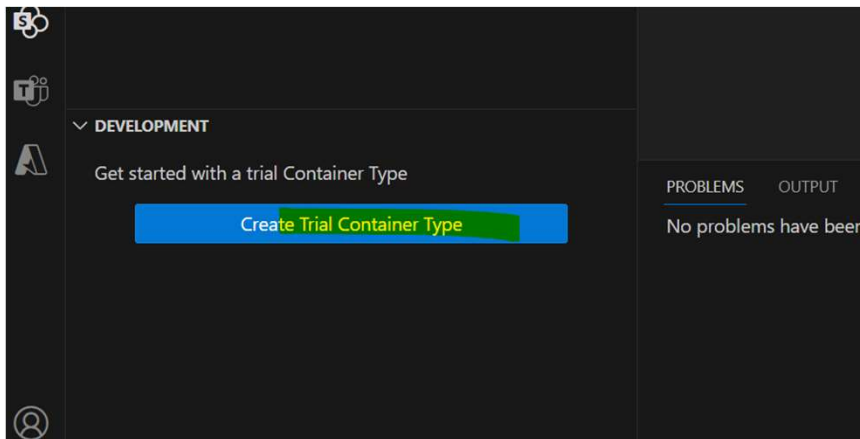 DEVELOPMENT
Get started with a trial Container Type
Create Trial Container Type
PROBLEMS OUTPUT
No problems have been